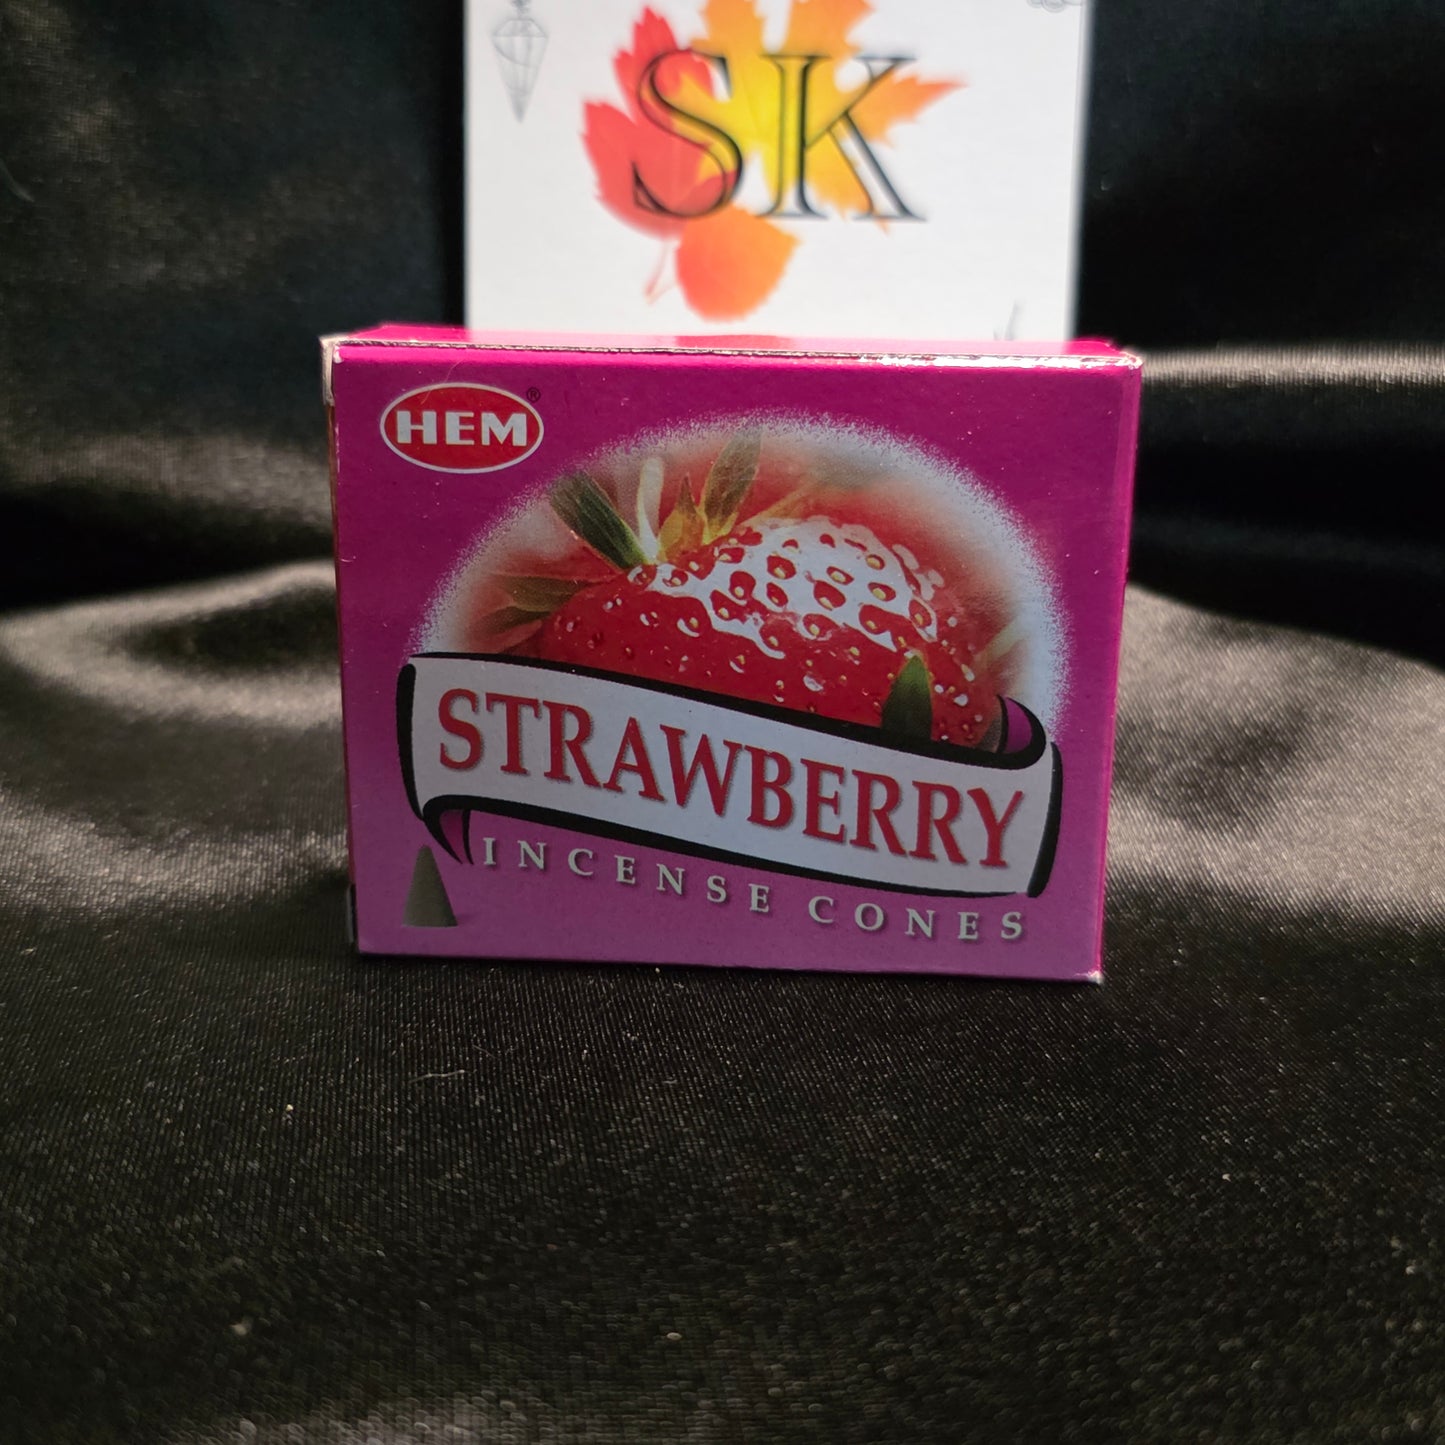 SK
HEM®
STRAWBERRY
INCENSE CONES